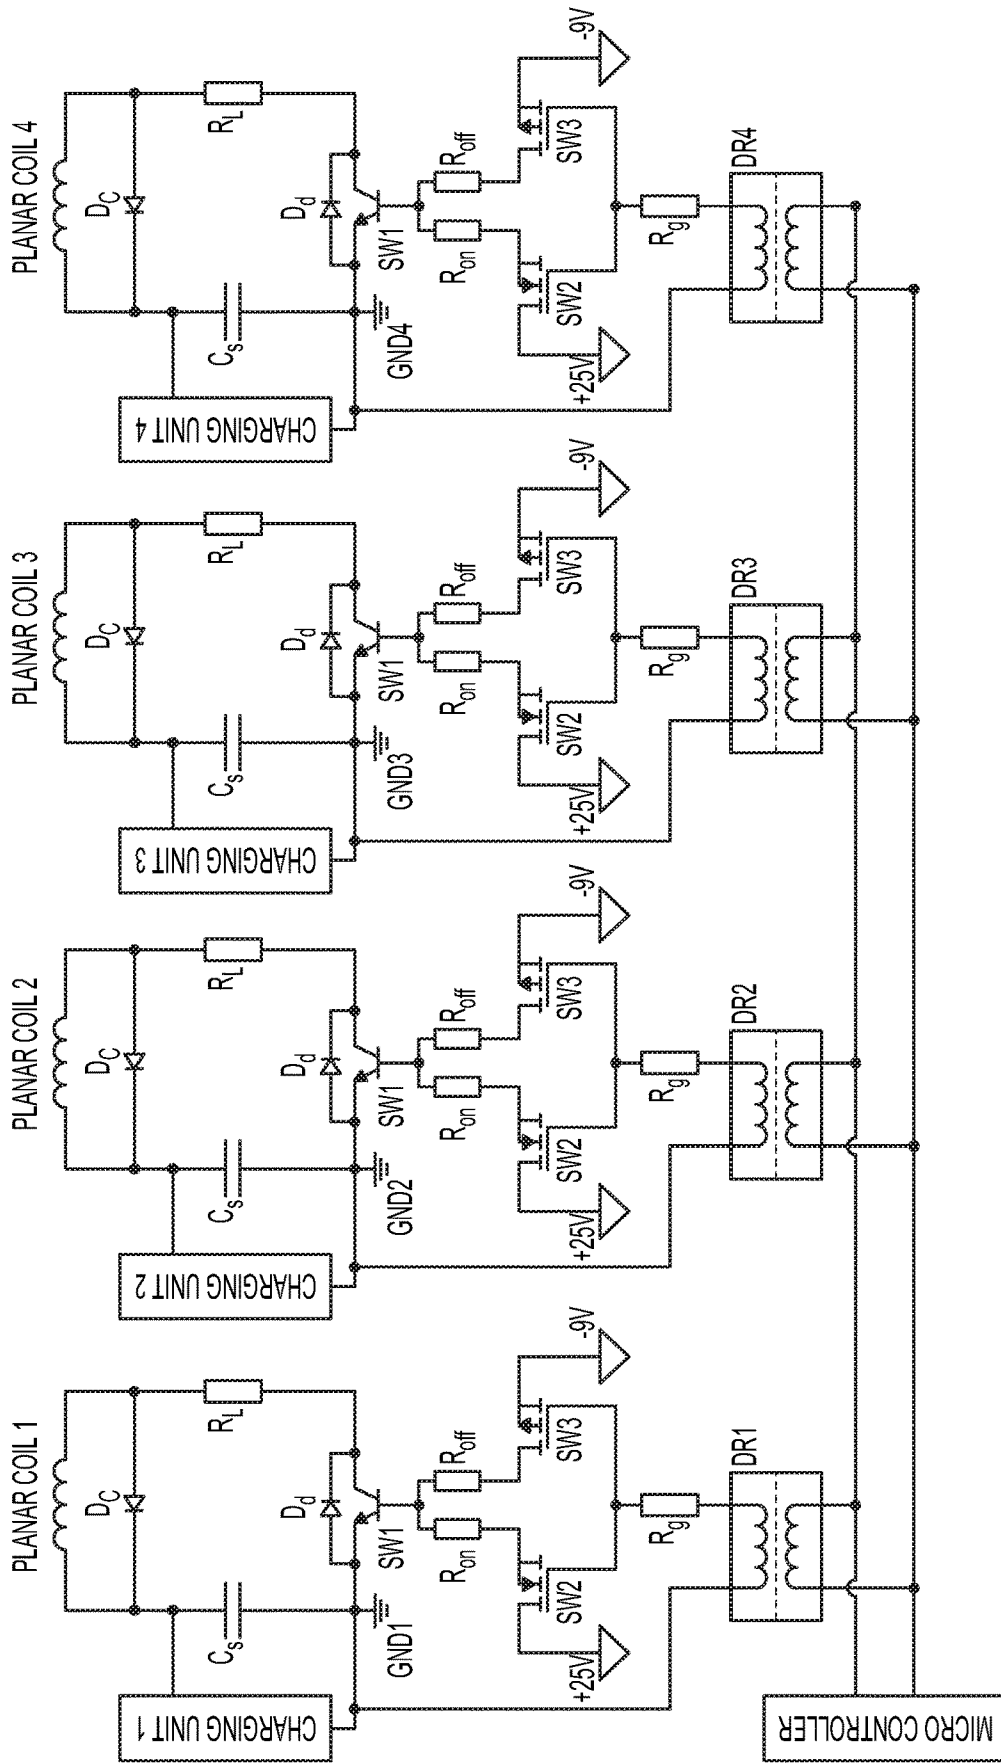 PLANAR COIL 1
D_C
R_L
C_s
CHARGING UNIT 1
D_d
SW1
GND1
R_on
R_off
SW2
SW3
+25V
-9V
R_g
DR1
PLANAR COIL 2
D_C
R_L
C_s
CHARGING UNIT 2
D_d
SW1
GND2
R_on
R_off
SW2
SW3
+25V
-9V
R_g
DR2
PLANAR COIL 3
D_C
R_L
C_s
CHARGING UNIT 3
D_d
SW1
GND3
R_on
R_off
SW2
SW3
+25V
-9V
R_g
DR3
PLANAR COIL 4
D_C
R_L
C_s
CHARGING UNIT 4
D_d
SW1
GND4
R_on
R_off
SW2
SW3
+25V
-9V
R_g
DR4
MICRO CONTROLLER